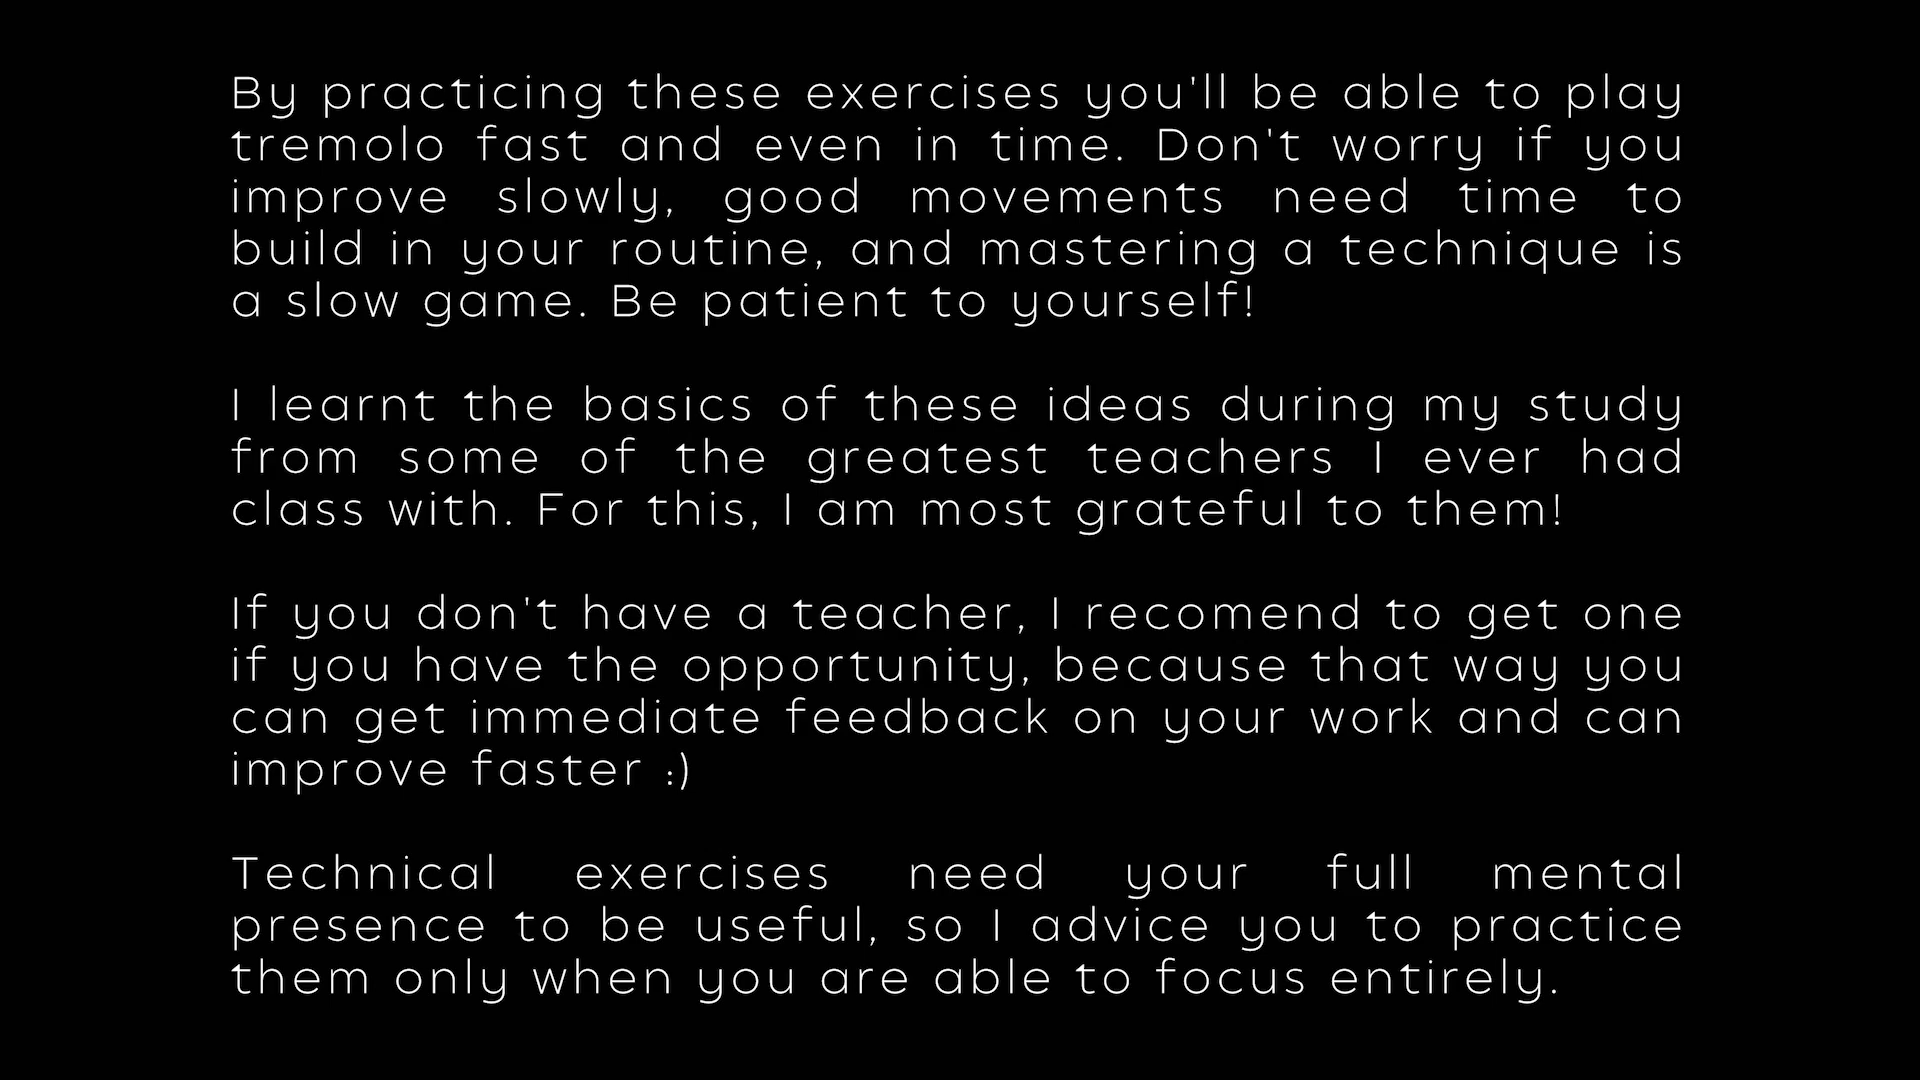 By practicing these exercises you'll be able to play
tremolo fast and even in time. Don't worry if you
improve slowly, good movements need time to
build in your routine, and mastering a technique is
a slow game. Be patient to yourself!
I learnt the basics of these ideas during my study
from some of the greatest teachers I ever had
class with. For this, I am most grateful to them!
If you don't have a teacher, I recomend to get one
if you have the opportunity, because that way you
can get immediate feedback on your work and can
improve faster :)
Technical exercises need your full mental
presence to be useful, so I advice you to practice
them only when you are able to focus entirely.